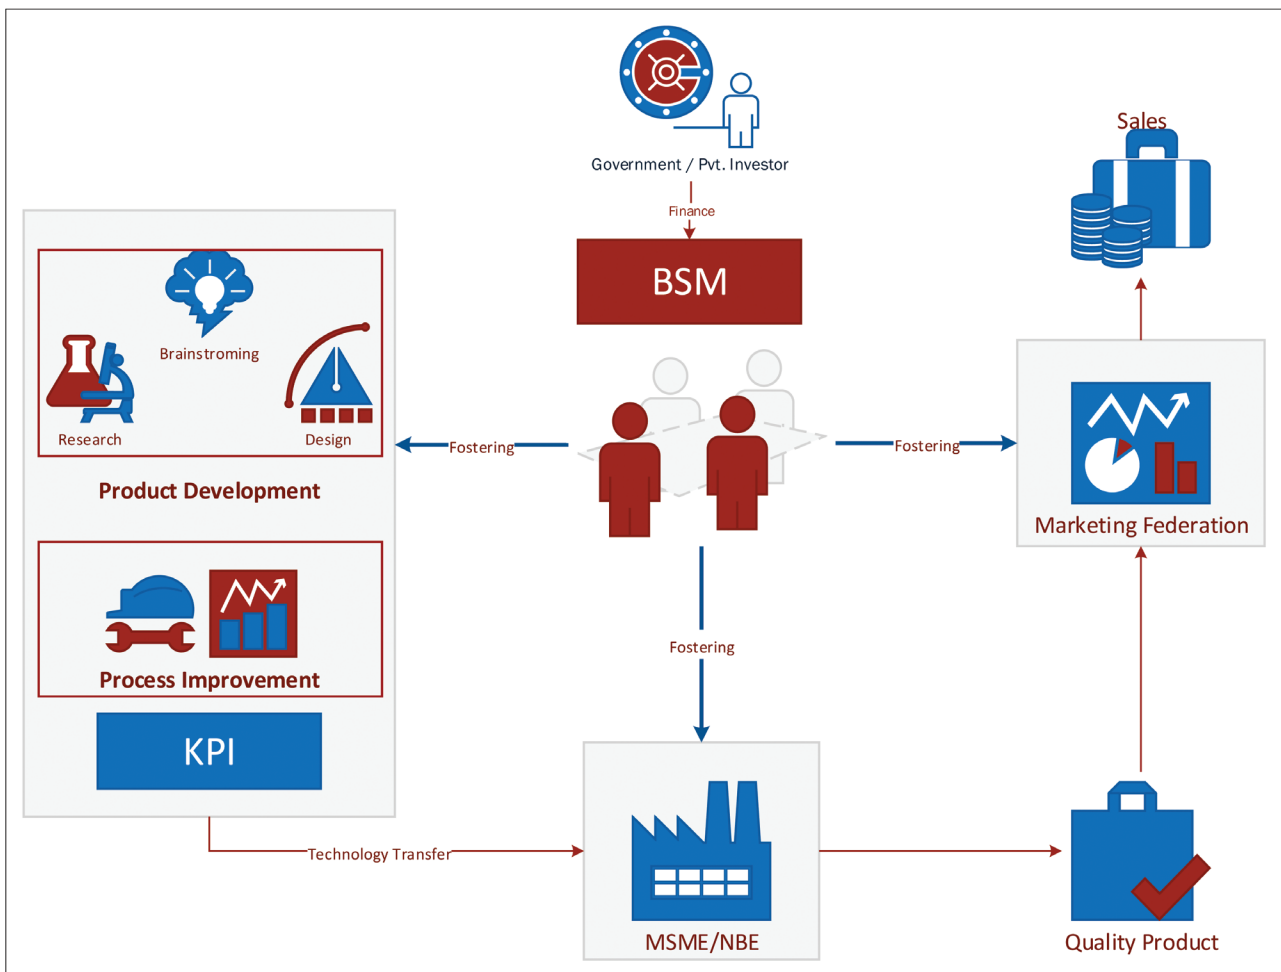 Government / Pvt. Investor
Finance
BSM
Sales
Brainstroming
Research
Design
Product Development
Process Improvement
KPI
Fostering
Fostering
Fostering
Marketing Federation
Technology Transfer
MSME/NBE
Quality Product